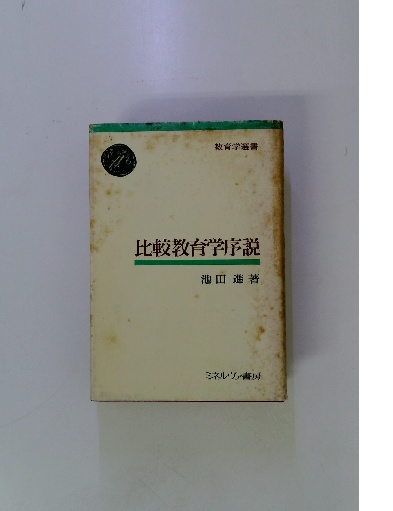 教育学選書
比較教育学序説
池田進著
ミネルヴァ書房